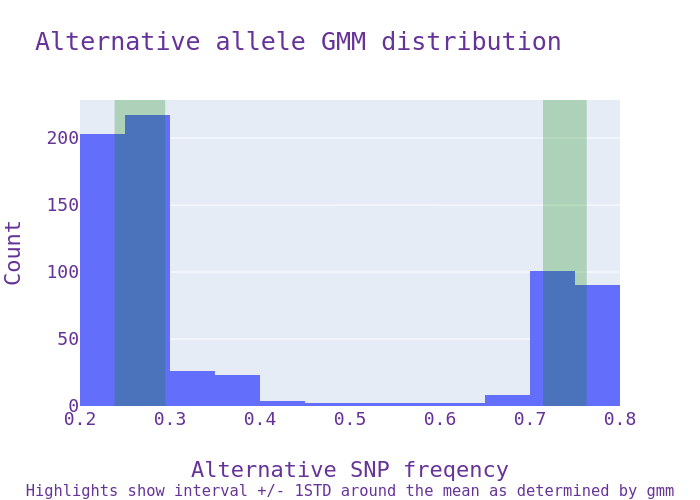 Alternative allele GMM distribution
Count
200
150
100
50
0
0.2 0.3 0.4 0.5 0.6 0.7 0.8
Alternative SNP freqency
Highlights show interval +/- 1STD around the mean as determined by gmm